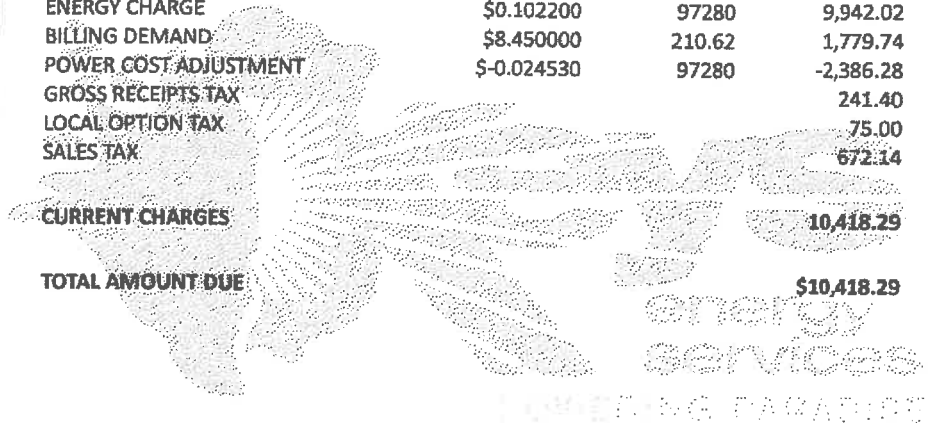 ENERGY CHARGE $0.102200 97280 9,942.02
BILLING DEMAND $8.450000 210.62 1,779.74
POWER COST ADJUSTMENT $-0.024530 97280 -2,386.28
GROSS RECEIPTS TAX 241.40
LOCAL OPTION TAX 75.00
SALES TAX 672.14
CURRENT CHARGES 10,418.29
TOTAL AMOUNT DUE $10,418.29
keys
energy
services